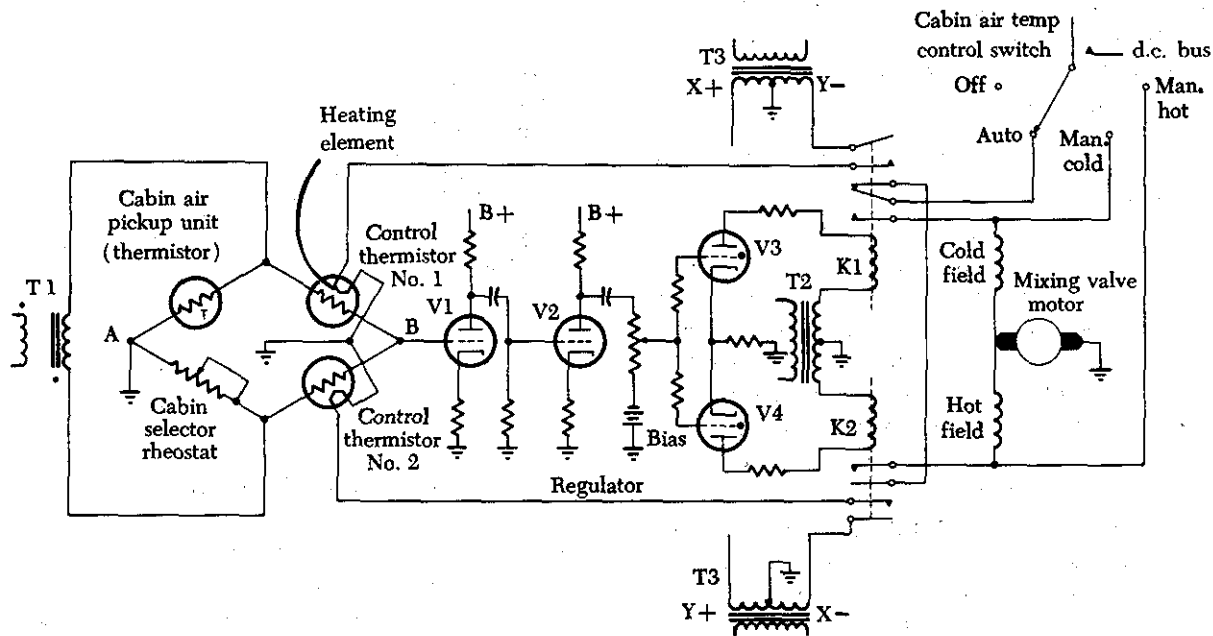 Cabin air temp
control switch
d.c. bus
Off
Man.
hot
T3
X+
Y−
Heating
element
Auto
Man.
cold
Cabin air
pickup unit
(thermistor)
Control
thermistor
No. 1
B+
B+
V3
K1
Cold
field
Mixing valve
motor
T1
T
A
B
V1
V2
T2
Cabin
selector
rheostat
Control
thermistor
No. 2
Bias
V4
K2
Hot
field
Regulator
T3
Y+
X−